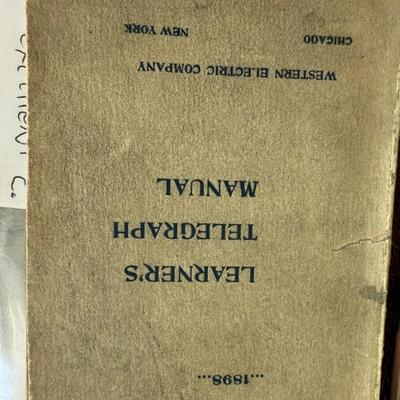 ...1898...
LEARNER'S
TELEGRAPH
MANUAL
WESTERN ELECTRIC COMPANY
CHICAGO NEW YORK
C.